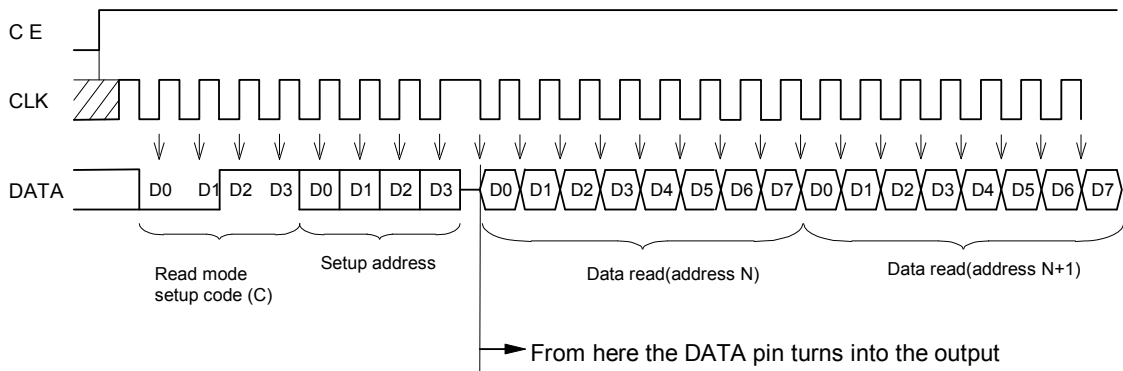 C E
CLK
DATA D0 D1 D2 D3 D0 D1 D2 D3 D0 D1 D2 D3 D4 D5 D6 D7 D0 D1 D2 D3 D4 D5 D6 D7
Read mode
setup code (C)
Setup address
Data read(address N)
Data read(address N+1)
From here the DATA pin turns into the output